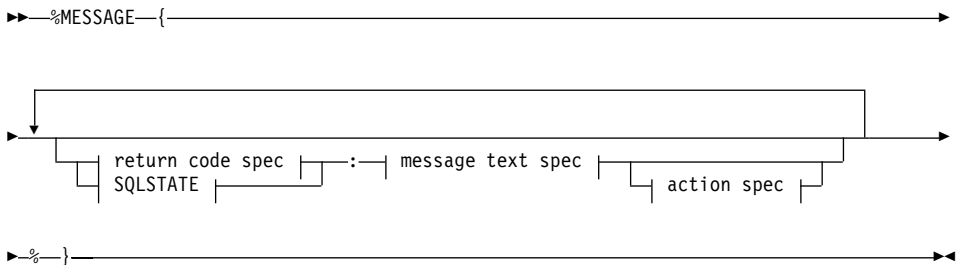 %MESSAGE {
return code spec : message text spec
SQLSTATE action spec
% }